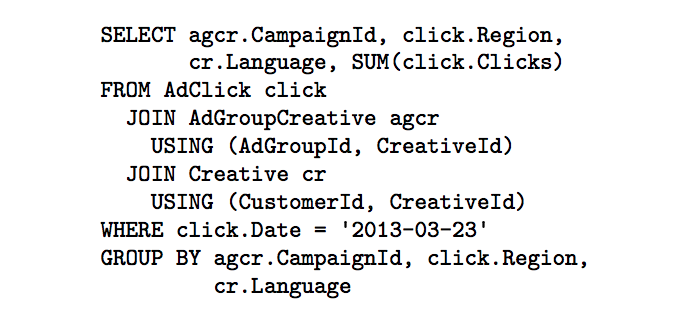 SELECT agcr.CampaignId, click.Region,
cr.Language, SUM(click.Clicks)
FROM AdClick click
JOIN AdGroupCreative agcr
USING (AdGroupId, CreativeId)
JOIN Creative cr
USING (CustomerId, CreativeId)
WHERE click.Date = '2013-03-23'
GROUP BY agcr.CampaignId, click.Region,
cr.Language